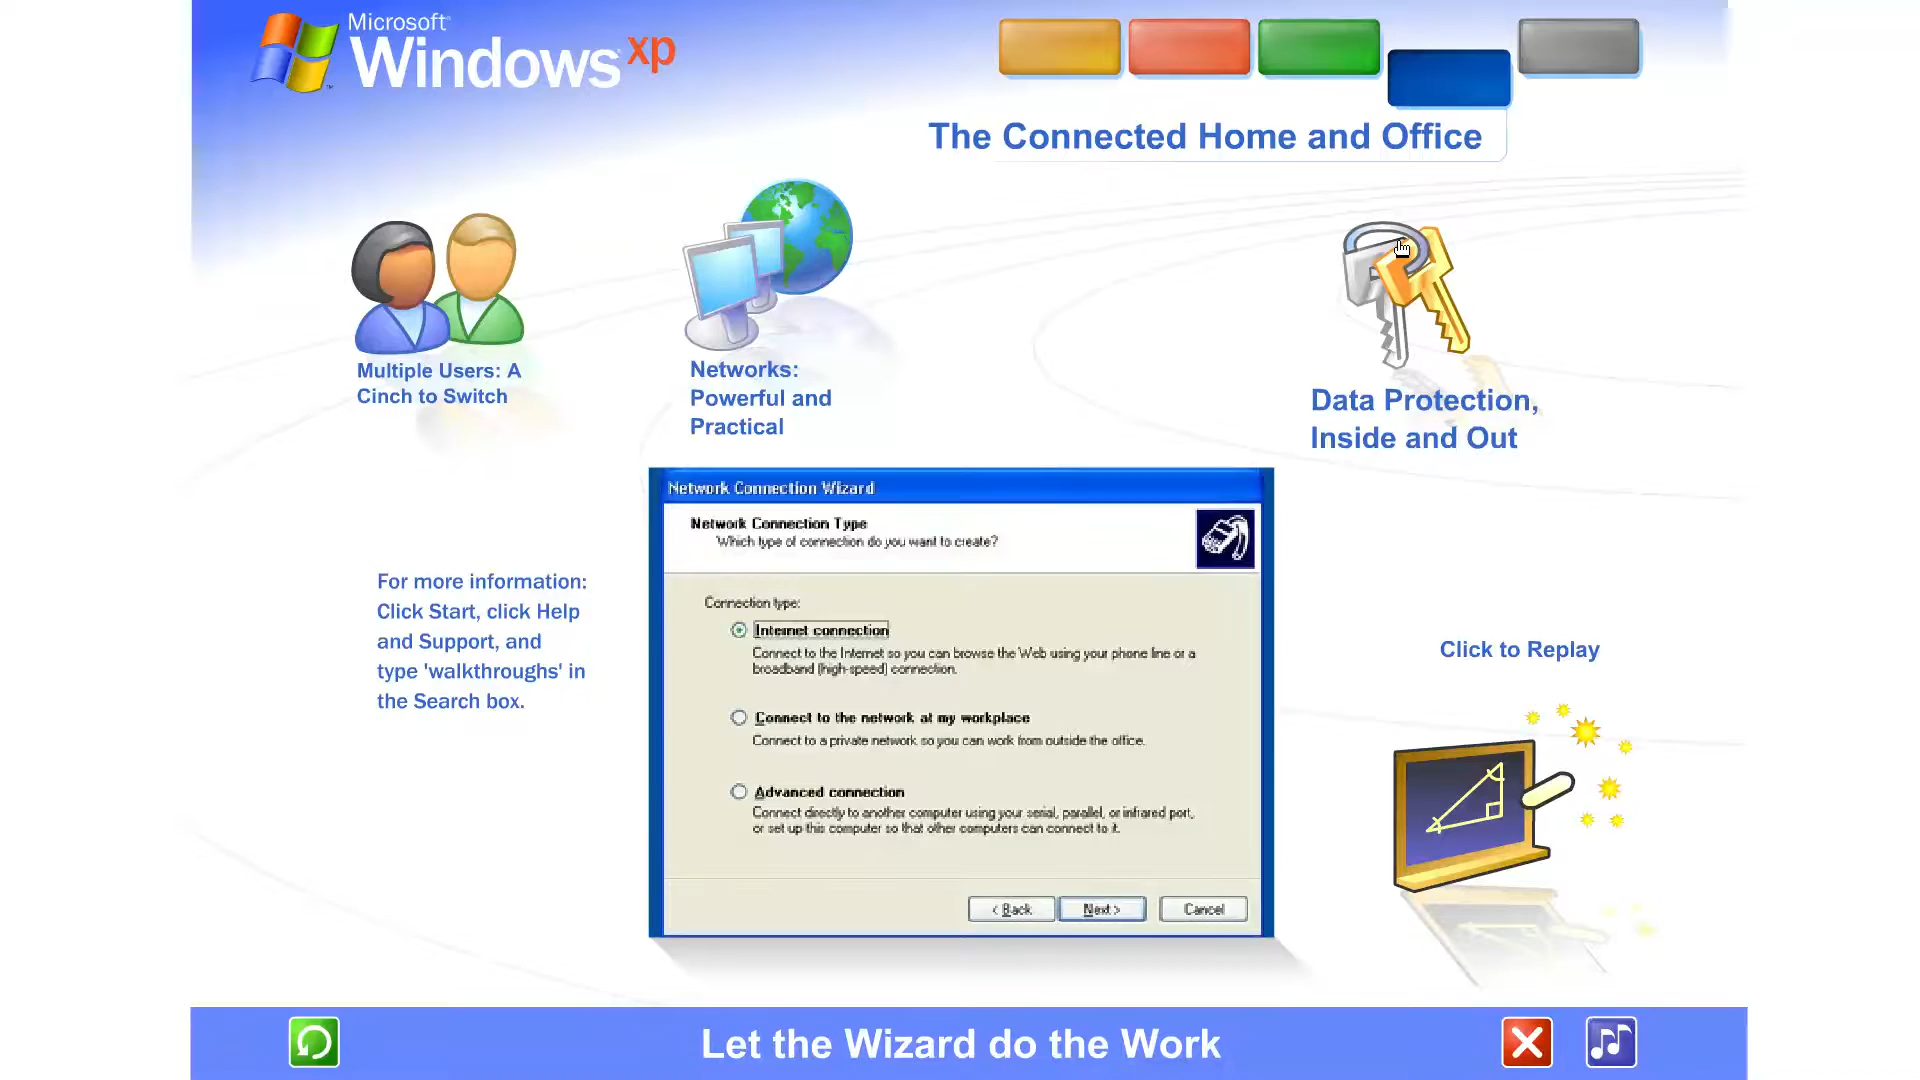 Microsoft
Windows xp
The Connected Home and Office
Multiple Users: A
Cinch to Switch
Networks:
Powerful and
Practical
Data Protection,
Inside and Out
Network Connection Wizard
Network Connection Type
Which type of connection do you want to create?
Connection type:
Internet connection
Connect to the Internet so you can browse the Web using your phone line or a
broadband (high-speed) connection.
Connect to the network at my workplace
Connect to a private network so you can work from outside the office.
Advanced connection
Connect directly to another computer using your serial, parallel, or infrared port,
or set up this computer so that other computers can connect to it.
< Back
Next >
Cancel
For more information:
Click Start, click Help
and Support, and
type 'walkthroughs' in
the Search box.
Click to Replay
Let the Wizard do the Work